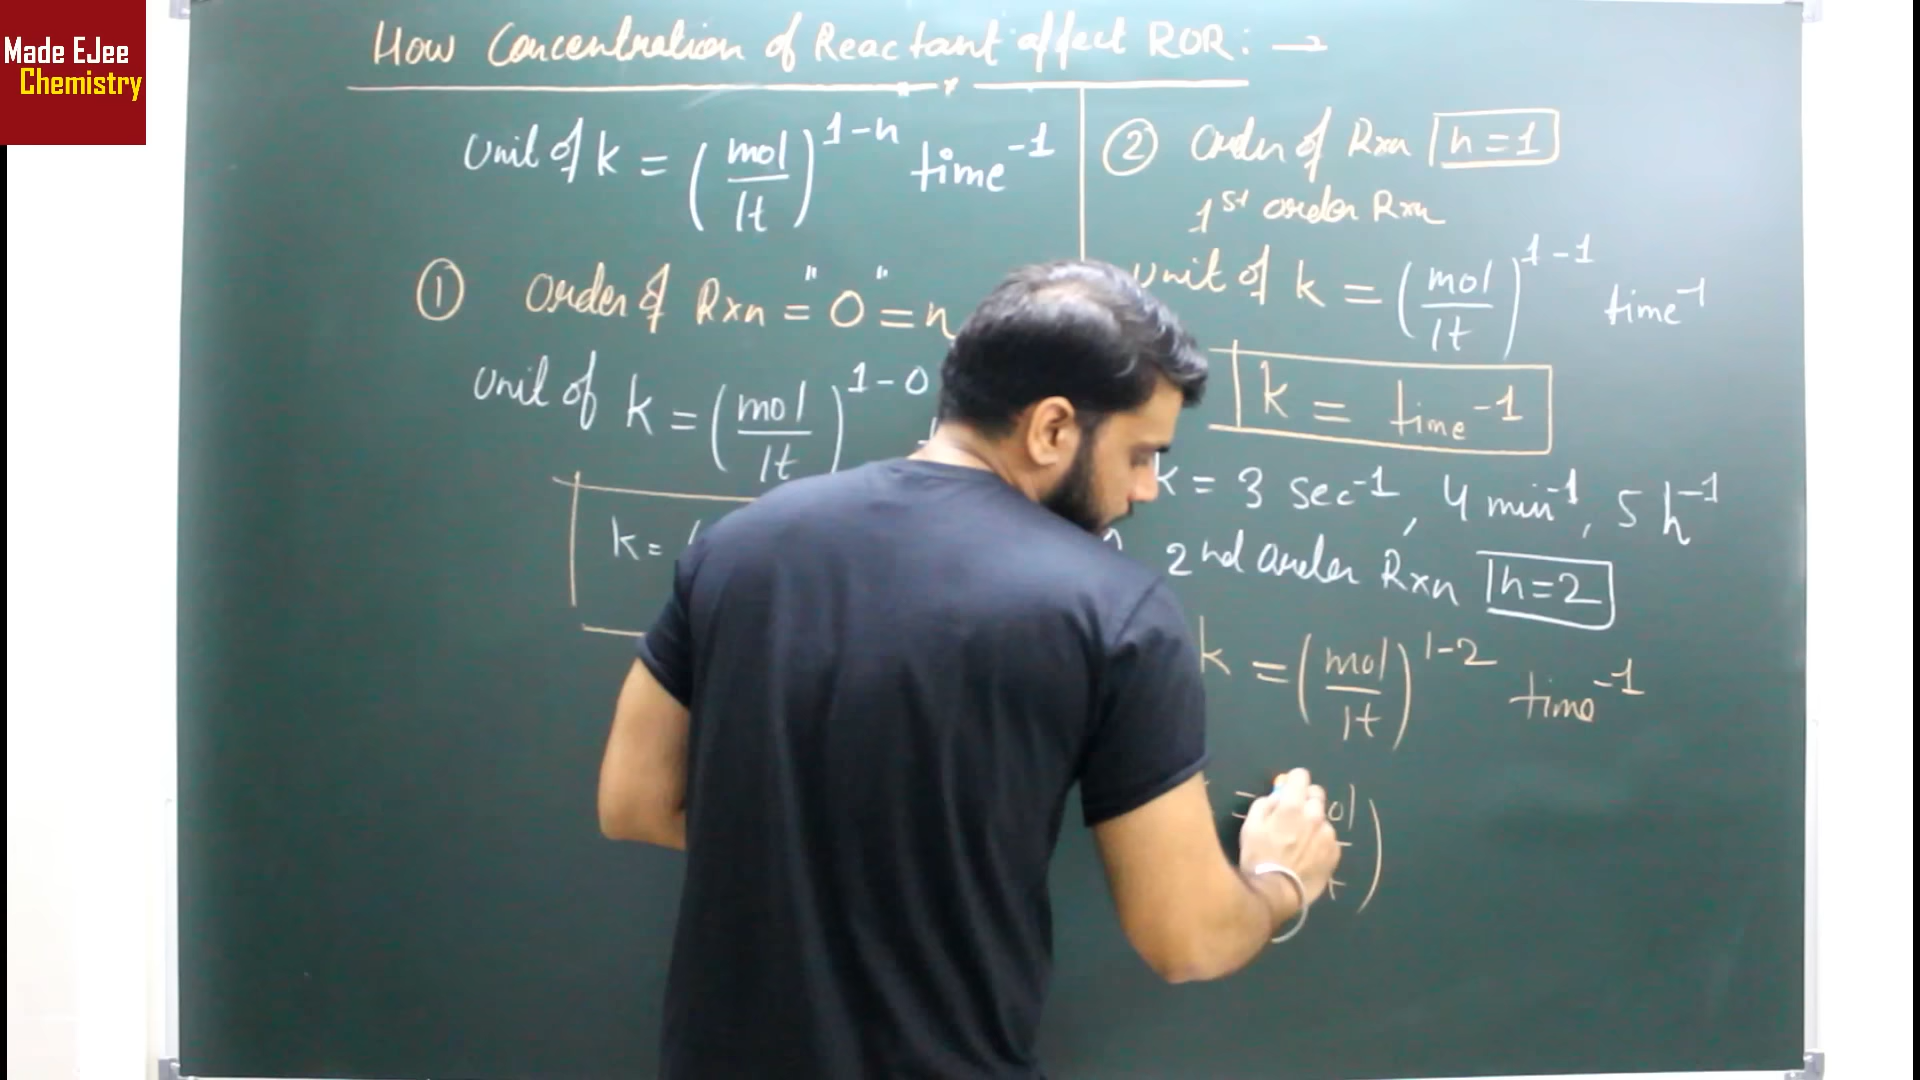 Made EJee
Chemistry
How Concentration of Reactant affect ROR: →
Unit of k = (mol/lt)^1-n time^-1
① Order of Rxn = "0" = n
Unit of k = (mol/lt)^1-0
k = (
② Order of Rxn n = 1
1st order Rxn
Unit of k = (mol/lt)^1-1 time^-1
k = time^-1
k = 3 sec^-1, 4 min^-1, 5 h^-1
2nd order Rxn n = 2
k = (mol/lt)^1-2 time^-1
=